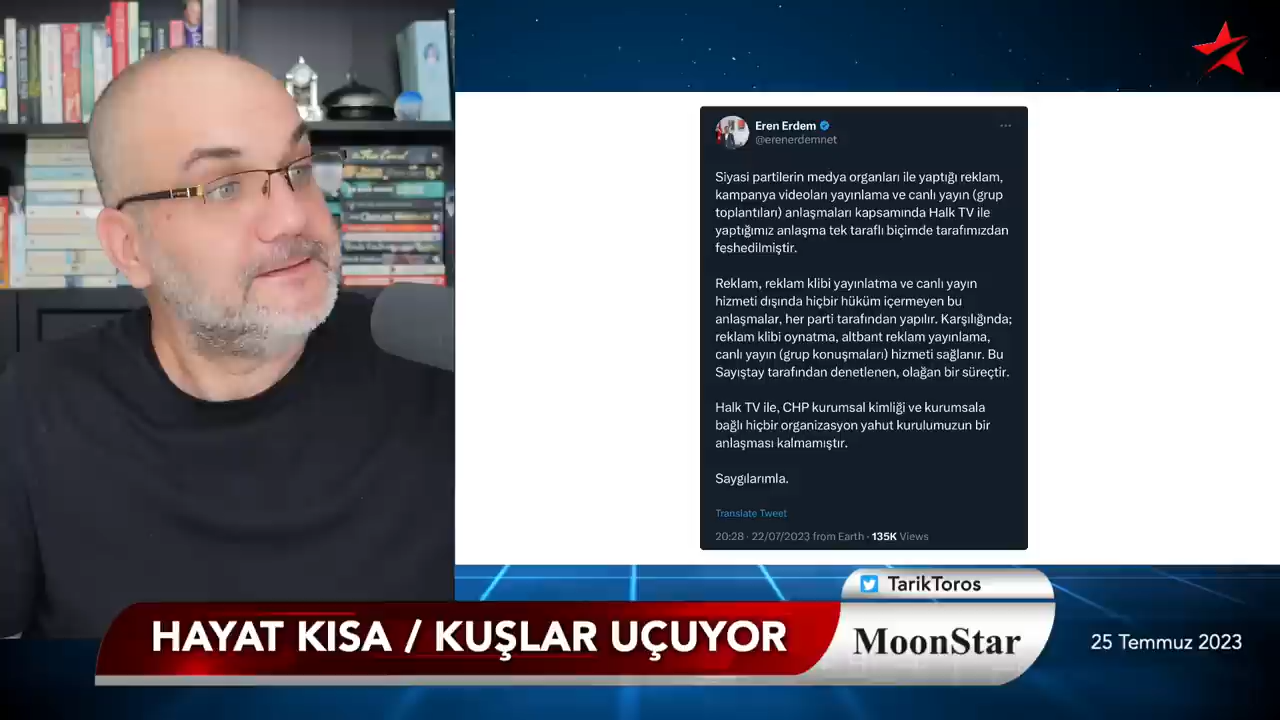 Eren Erdem
@erenerdemnet
Siyasi partilerin medya organları ile yaptığı reklam,
kampanya videoları yayınlama ve canlı yayın (grup
toplantıları) anlaşmaları kapsamında Halk TV ile
yaptığımız anlaşma tek taraflı biçimde tarafımızdan
feshedilmiştir.
Reklam, reklam klibi yayınlatma ve canlı yayın
hizmeti dışında hiçbir hüküm içermeyen bu
anlaşmalar, her parti tarafından yapılır. Karşılığında;
reklam klibi oynatma, altbant reklam yayınlama,
canlı yayın (grup konuşmaları) hizmeti sağlanır. Bu
Sayıştay tarafından denetlenen, olağan bir süreçtir.
Halk TV ile, CHP kurumsal kimliği ve kurumsala
bağlı hiçbir organizasyon yahut kurulumuzun bir
anlaşması kalmamıştır.
Saygılarımla.
Translate Tweet
20:28 · 22/07/2023 from Earth · 135K Views
TarikToros
HAYAT KISA / KUŞLAR UÇUYOR
MoonStar
25 Temmuz 2023